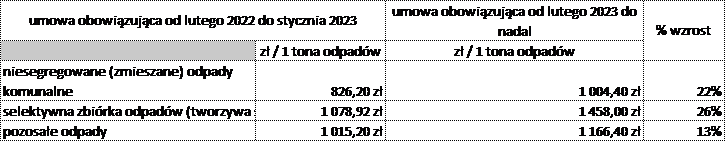 umowa obowiązująca od lutego 2022 do stycznia 2023
umowa obowiązująca od lutego 2023 do
nadal
% wzrost
zł / 1 tona odpadów
zł / 1 tona odpadów
niesegregowane (zmieszane) odpady
komunalne 826,20 zł 1 004,40 zł 22%
selektywna zbiórka odpadów (tworzywa 1 078,92 zł 1 458,00 zł 26%
pozosałe odpady 1 015,20 zł 1 166,40 zł 13%